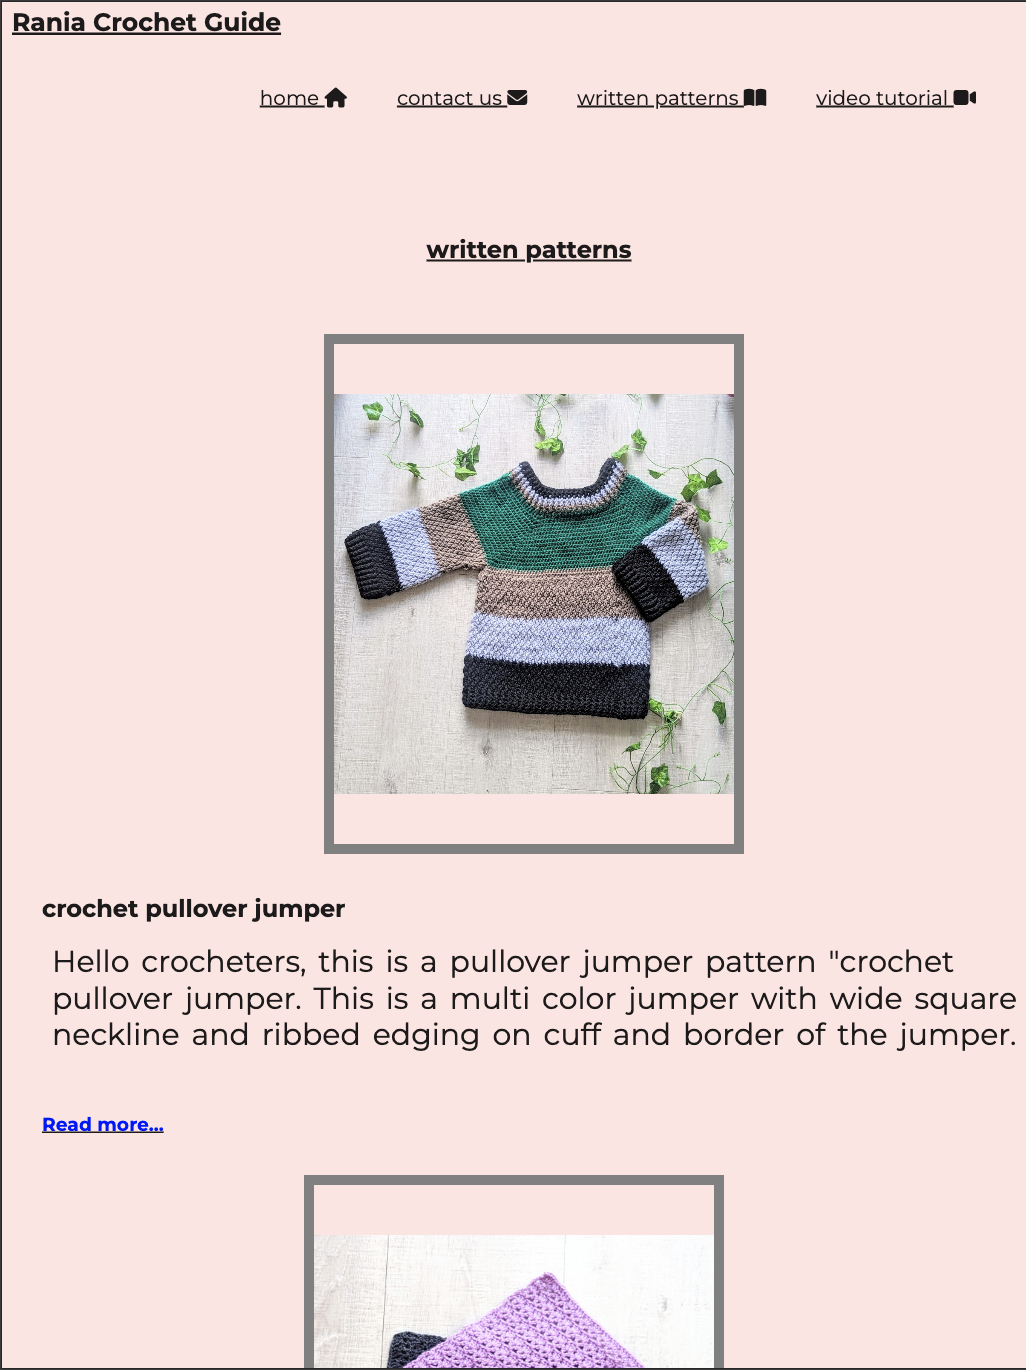 Rania Crochet Guide
home
contact us
written patterns
video tutorial
written patterns
crochet pullover jumper
Hello crocheters, this is a pullover jumper pattern "crochet
pullover jumper. This is a multi color jumper with wide square
neckline and ribbed edging on cuff and border of the jumper.
Read more...